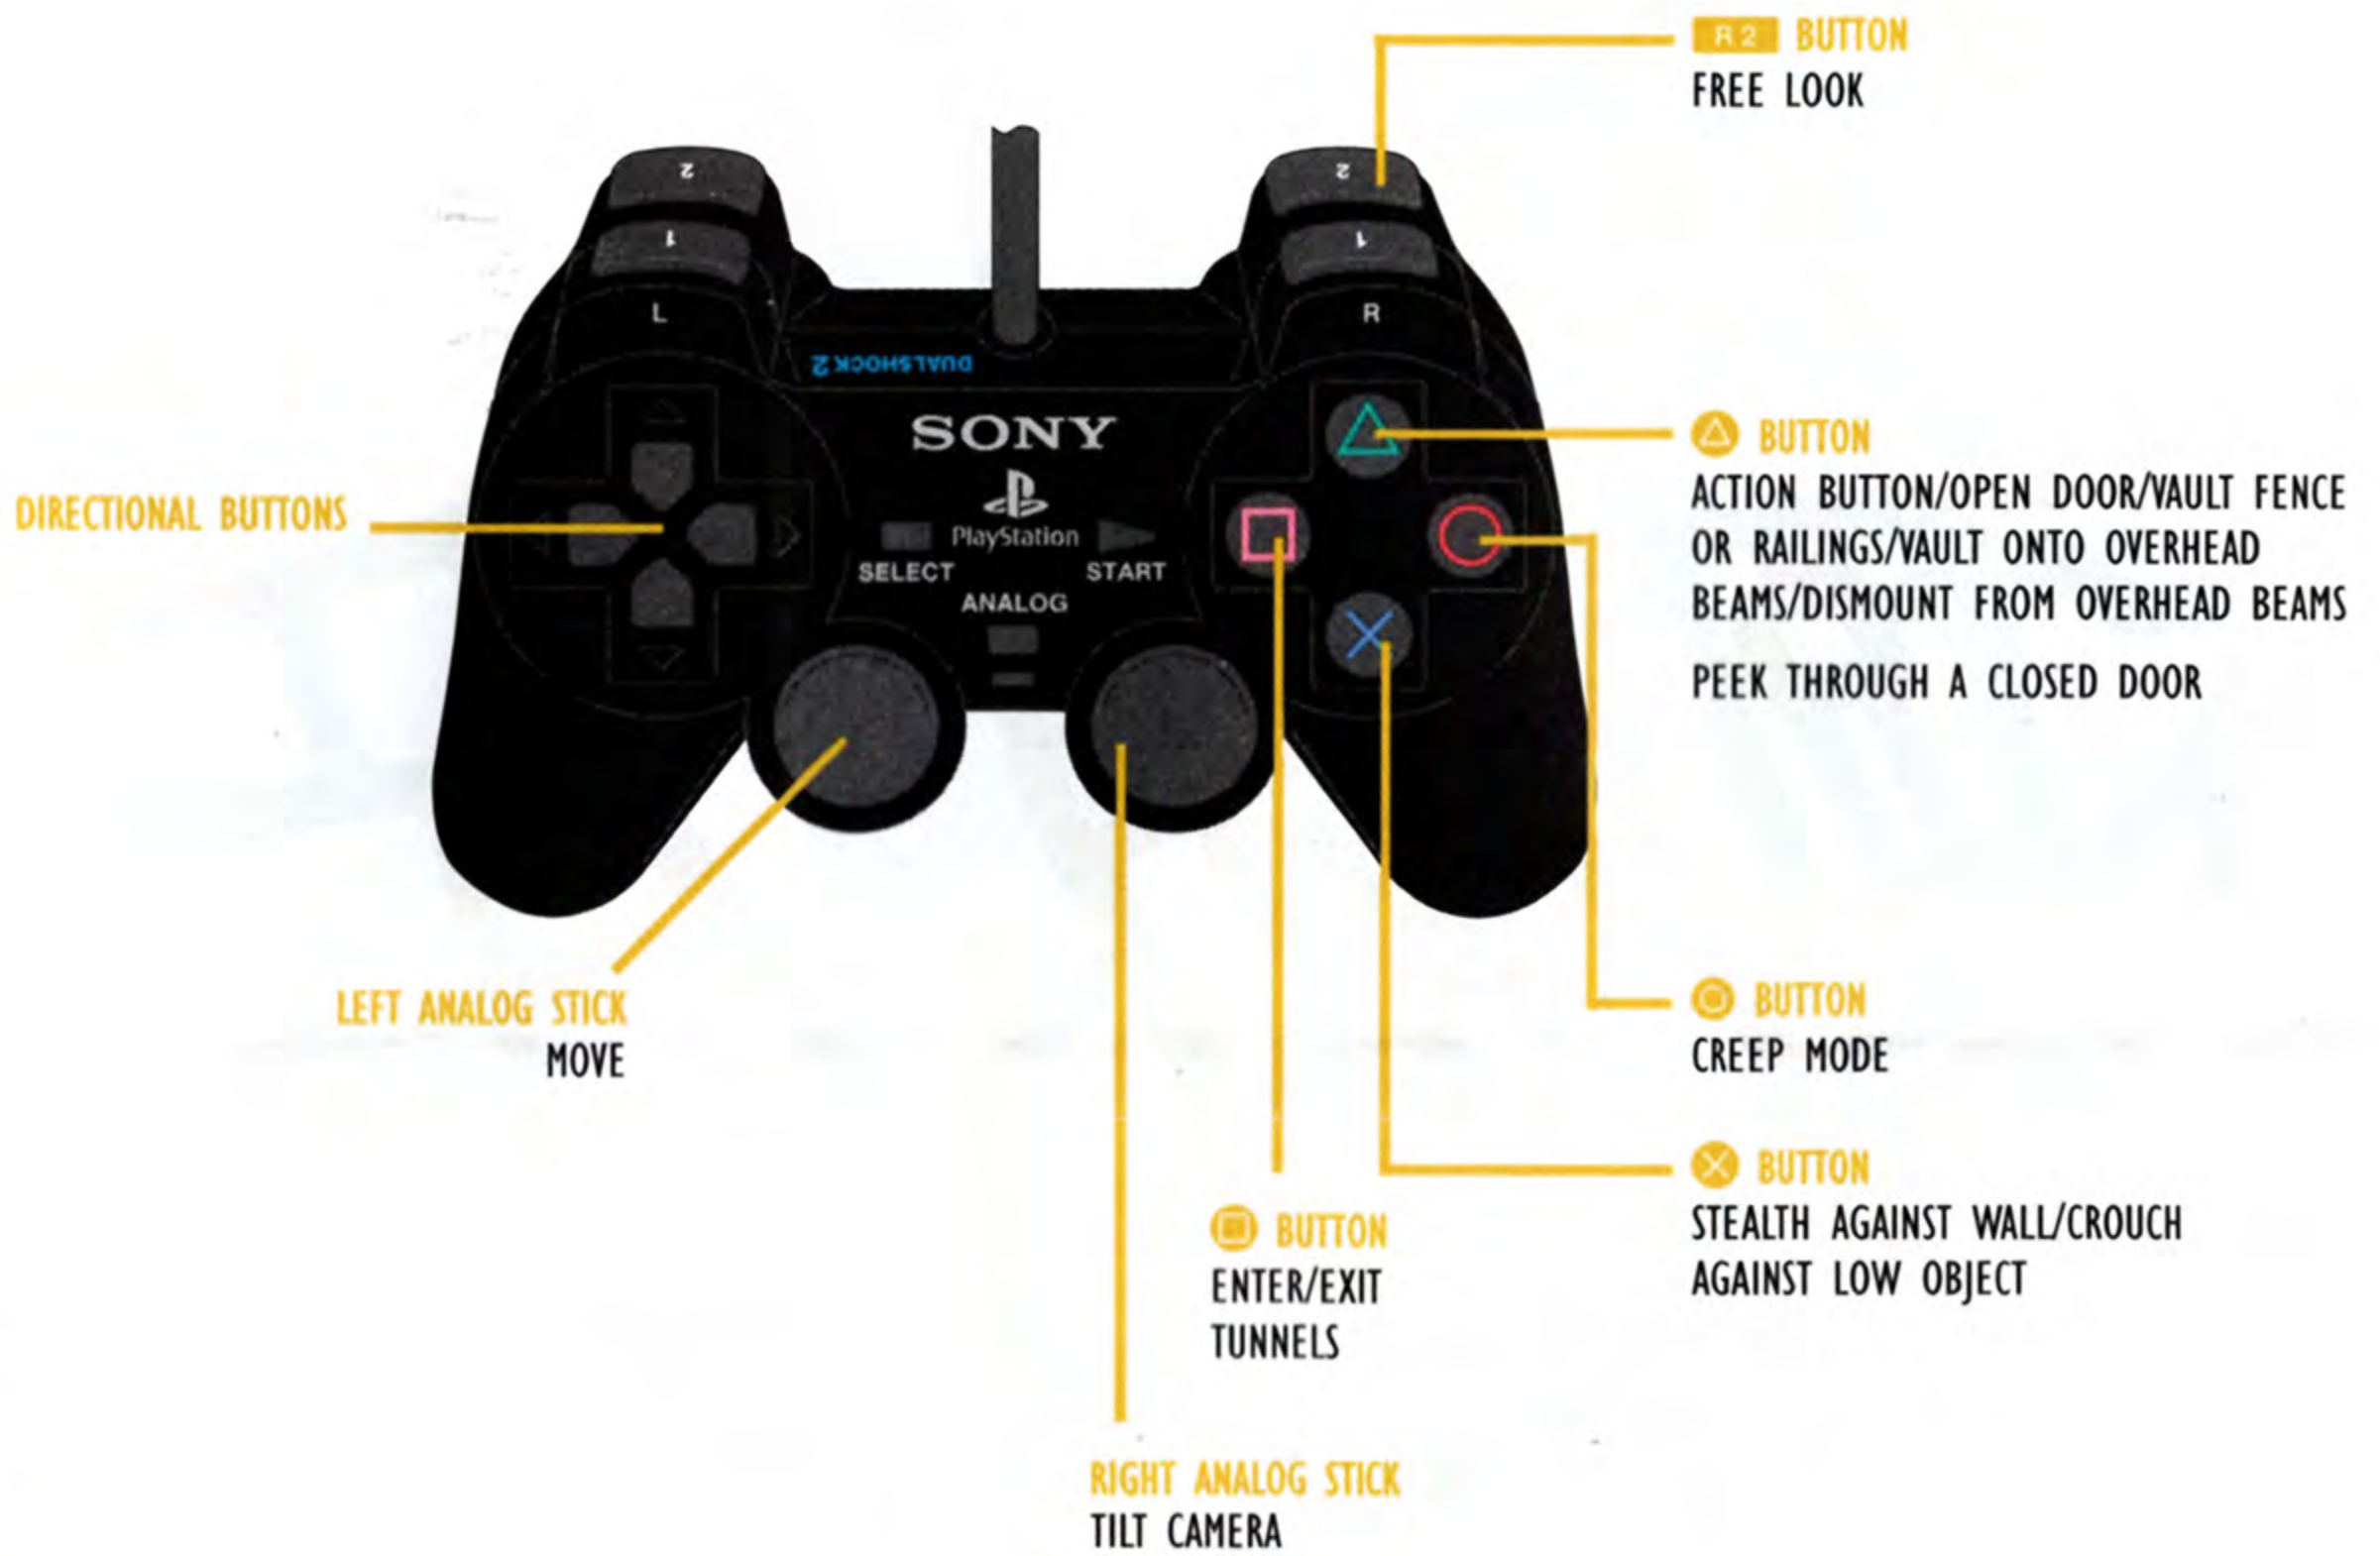 R2 BUTTON
FREE LOOK
2
2
1
1
L
R
DUALSHOCK 2
SONY
PlayStation
SELECT
START
ANALOG
DIRECTIONAL BUTTONS
BUTTON
ACTION BUTTON/OPEN DOOR/VAULT FENCE
OR RAILINGS/VAULT ONTO OVERHEAD
BEAMS/DISMOUNT FROM OVERHEAD BEAMS
PEEK THROUGH A CLOSED DOOR
LEFT ANALOG STICK
MOVE
BUTTON
CREEP MODE
BUTTON
STEALTH AGAINST WALL/CROUCH
AGAINST LOW OBJECT
BUTTON
ENTER/EXIT
TUNNELS
RIGHT ANALOG STICK
TILT CAMERA